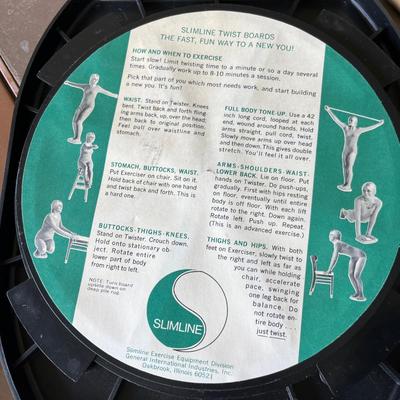 SLIMLINE TWIST BOARDS
THE FAST, FUN WAY TO A NEW YOU!
HOW AND WHEN TO EXERCISE
Start slow! Limit twisting time to a minute or so a day several
times. Gradually work up to 8-10 minutes a session.
Pick that part of you which most needs work, and start building
a new you. It's fun!
WAIST. Stand on Twister. Knees
bent. Twist back and forth fling-
ing arms back, up, over the head;
then back to original position.
Feel pull over waistline and
stomach.
STOMACH, BUTTOCKS, WAIST.
Put Exerciser on chair. Sit on it.
Hold back of chair with one hand
and twist back and forth. This is
a hard one.
BUTTOCKS-THIGHS-KNEES.
Stand on Twister. Crouch down.
Hold onto stationary ob-
ject. Rotate entire
lower part of body
from right to left.
NOTE: Turn board
upside down on
deep pile rug.
FULL BODY TONE-UP. Use a 42
inch long cord, looped at each
end, wound around hands. Hold
arms straight, pull cord, twist.
Slowly move arms up over head
and then down. This gives double
stretch. You'll feel it all over.
ARMS-SHOULDERS-WAIST-
LOWER BACK. Lie on floor. Put
hands on Twister. Do push-ups,
gradually. First with hips resting
on floor, eventually until entire
body is off floor. With each lift
rotate to the right. Down again.
Rotate left. Push up. Repeat.
(This is an advanced exercise.)
THIGHS AND HIPS. With both
feet on Exerciser, slowly twist to
the right and left as far as
you can while holding
chair, accelerate
pace, swinging
one leg back for
balance. Do
not rotate en-
tire body . . .
just twist.
SLIMLINE
Slimline Exercise Equipment Division
General International Industries, Inc.
Oakbrook, Illinois 60521